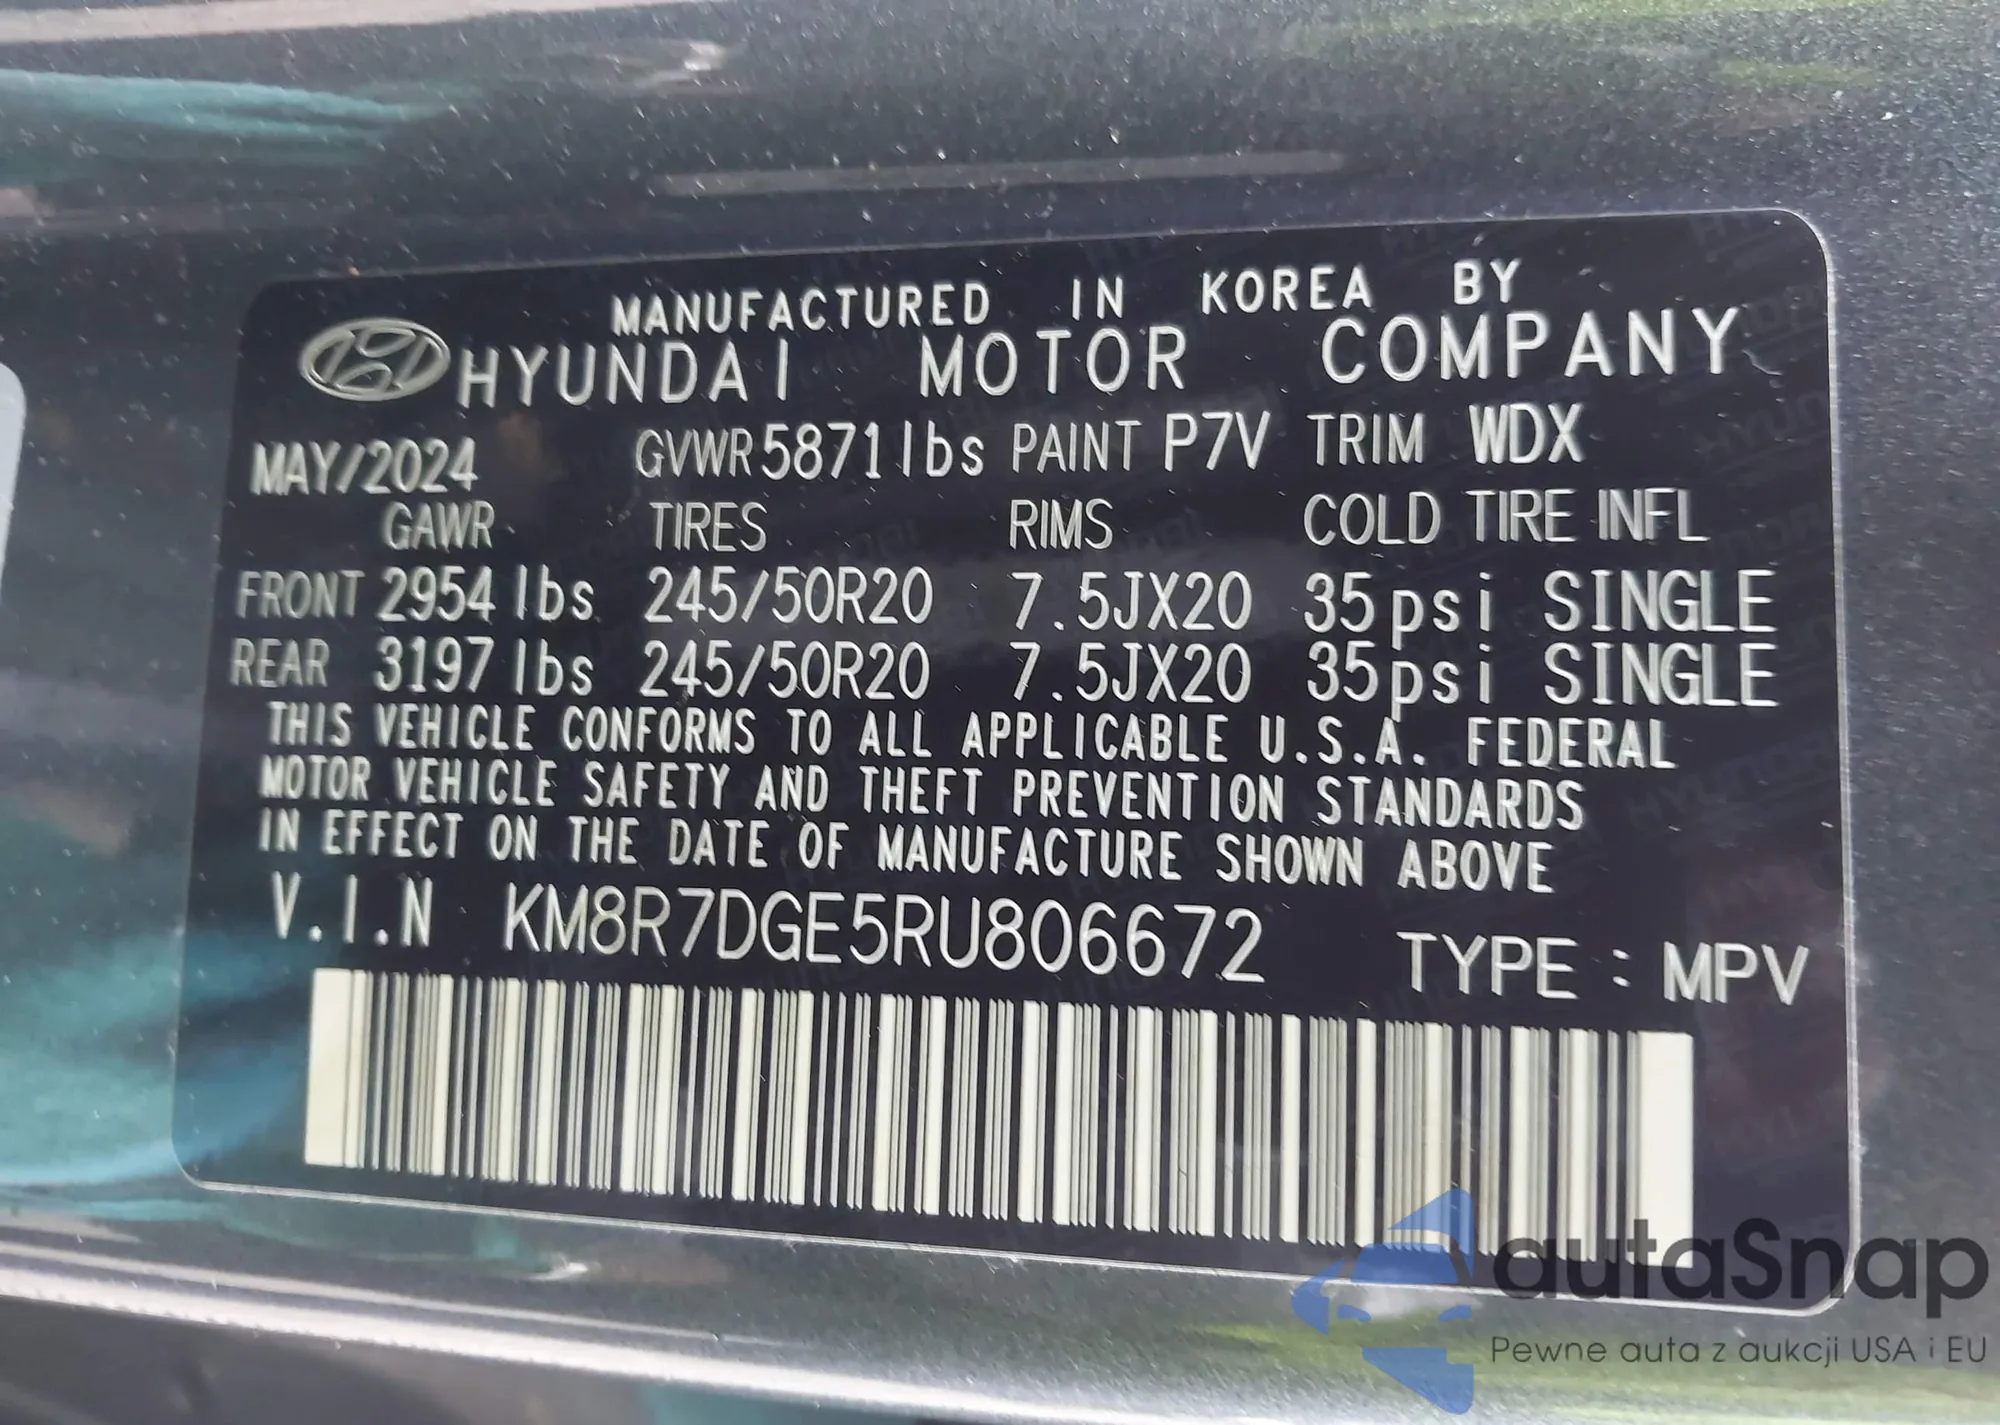 MANUFACTURED IN KOREA BY
HYUNDAI MOTOR COMPANY
MAY/2024 GVWR 5871lbs PAINT P7V TRIM WDX
GAWR TIRES RIMS COLD TIRE INFL
FRONT 2954 lbs 245/50R20 7.5JX20 35psi SINGLE
REAR 3197 lbs 245/50R20 7.5JX20 35psi SINGLE
THIS VEHICLE CONFORMS TO ALL APPLICABLE U.S.A. FEDERAL
MOTOR VEHICLE SAFETY AND THEFT PREVENTION STANDARDS
IN EFFECT ON THE DATE OF MANUFACTURE SHOWN ABOVE
V.I.N KM8R7DGE5RU806672 TYPE : MPV
autaSnap
Pewne auta z aukcji USA i EU